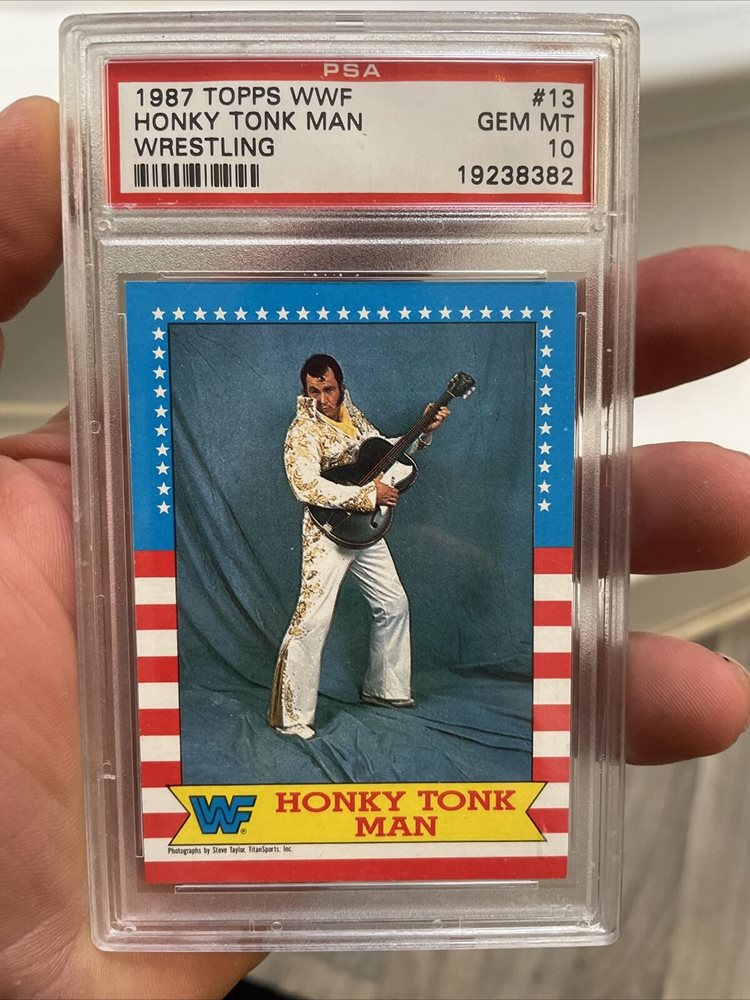 PSA
1987 TOPPS WWF #13
HONKY TONK MAN GEM MT
WRESTLING 10
19238382
WF®
HONKY TONK
MAN
Photographs by Steve Taylor, TitanSports, Inc.